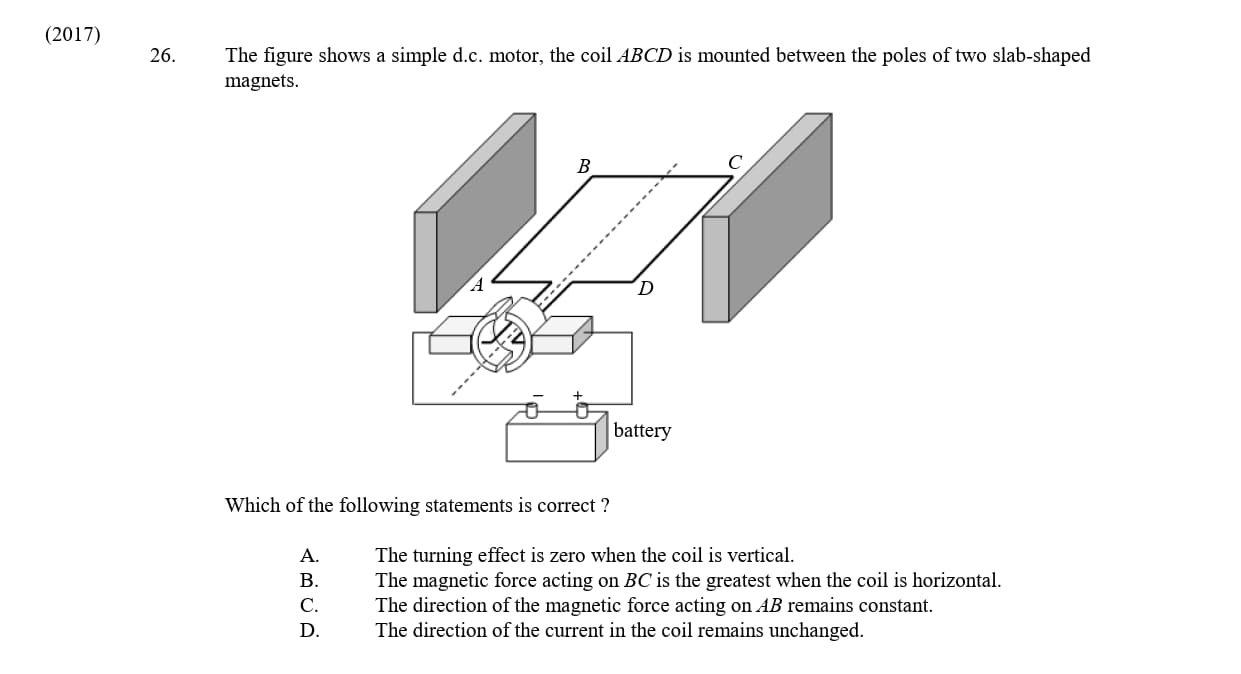 (2017)
26. The figure shows a simple d.c. motor, the coil ABCD is mounted between the poles of two slab-shaped
magnets.
B
C
A
D
− +
battery
Which of the following statements is correct ?
A. The turning effect is zero when the coil is vertical.
B. The magnetic force acting on BC is the greatest when the coil is horizontal.
C. The direction of the magnetic force acting on AB remains constant.
D. The direction of the current in the coil remains unchanged.